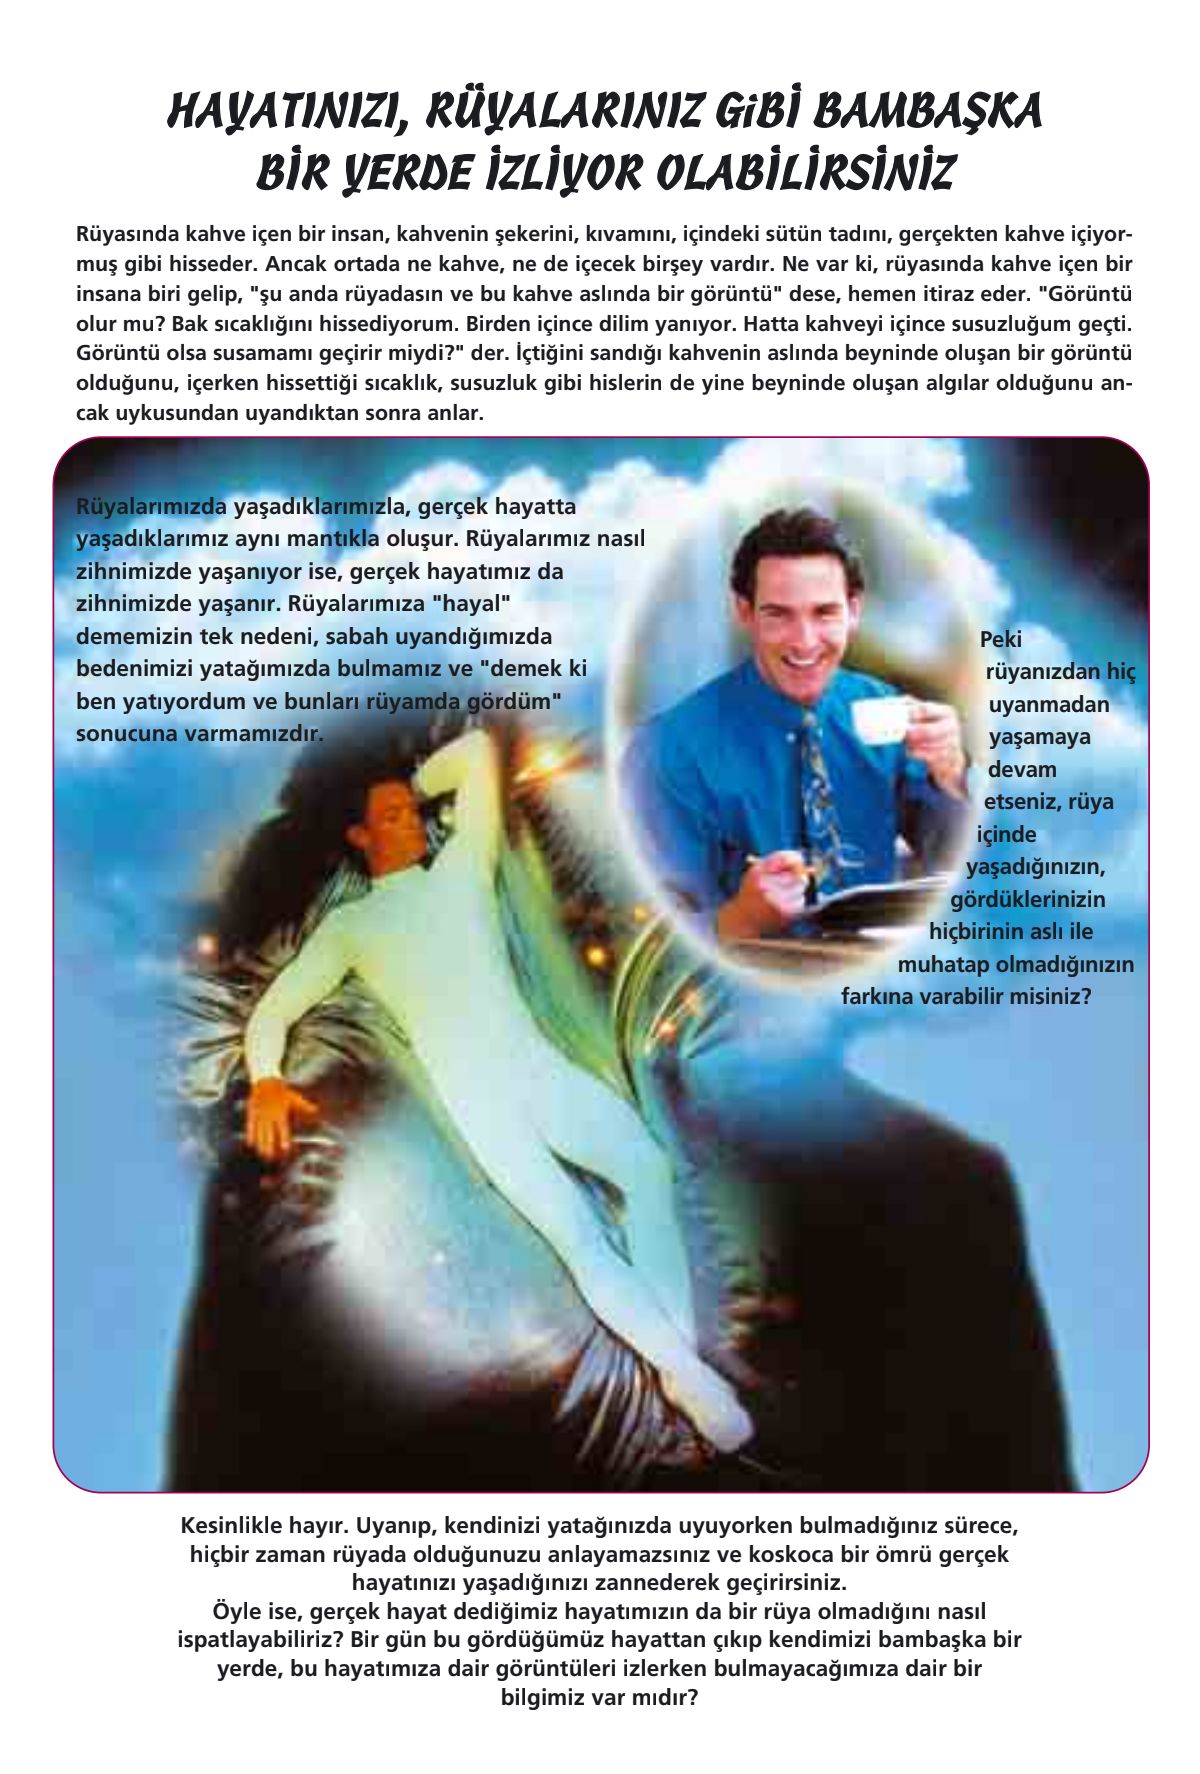 HAYATINIZI, RÜYALARINIZ GİBİ BAMBAŞKA
BİR YERDE İZLİYOR OLABİLİRSİNİZ
Rüyasında kahve içen bir insan, kahvenin şekerini, kıvamını, içindeki sütün tadını, gerçekten kahve içiyor-
muş gibi hisseder. Ancak ortada ne kahve, ne de içecek birşey vardır. Ne var ki, rüyasında kahve içen bir
insana biri gelip, "şu anda rüyadasın ve bu kahve aslında bir görüntü" dese, hemen itiraz eder. "Görüntü
olur mu? Bak sıcaklığını hissediyorum. Birden içince dilim yanıyor. Hatta kahveyi içince susuzluğum geçti.
Görüntü olsa susamamı geçirir miydi?" der. İçtiğini sandığı kahvenin aslında beyninde oluşan bir görüntü
olduğunu, içerken hissettiği sıcaklık, susuzluk gibi hislerin de yine beyninde oluşan algılar olduğunu an-
cak uykusundan uyandıktan sonra anlar.
Rüyalarımızda yaşadıklarımızla, gerçek hayatta
yaşadıklarımız aynı mantıkla oluşur. Rüyalarımız nasıl
zihnimizde yaşanıyor ise, gerçek hayatımız da
zihnimizde yaşanır. Rüyalarımıza "hayal"
dememizin tek nedeni, sabah uyandığımızda
bedenimizi yatağımızda bulmamız ve "demek ki
ben yatıyordum ve bunları rüyamda gördüm"
sonucuna varmamızdır.
Peki
rüyanızdan hiç
uyanmadan
yaşamaya
devam
etseniz, rüya
içinde
yaşadığınızın,
gördüklerinizin
hiçbirinin aslı ile
muhatap olmadığınızın
farkına varabilir misiniz?
Kesinlikle hayır. Uyanıp, kendinizi yatağınızda uyuyorken bulmadığınız sürece,
hiçbir zaman rüyada olduğunuzu anlayamazsınız ve koskoca bir ömrü gerçek
hayatınızı yaşadığınızı zannederek geçirirsiniz.
Öyle ise, gerçek hayat dediğimiz hayatımızın da bir rüya olmadığını nasıl
ispatlayabiliriz? Bir gün bu gördüğümüz hayattan çıkıp kendimizi bambaşka bir
yerde, bu hayatımıza dair görüntüleri izlerken bulmayacağımıza dair bir
bilgimiz var mıdır?